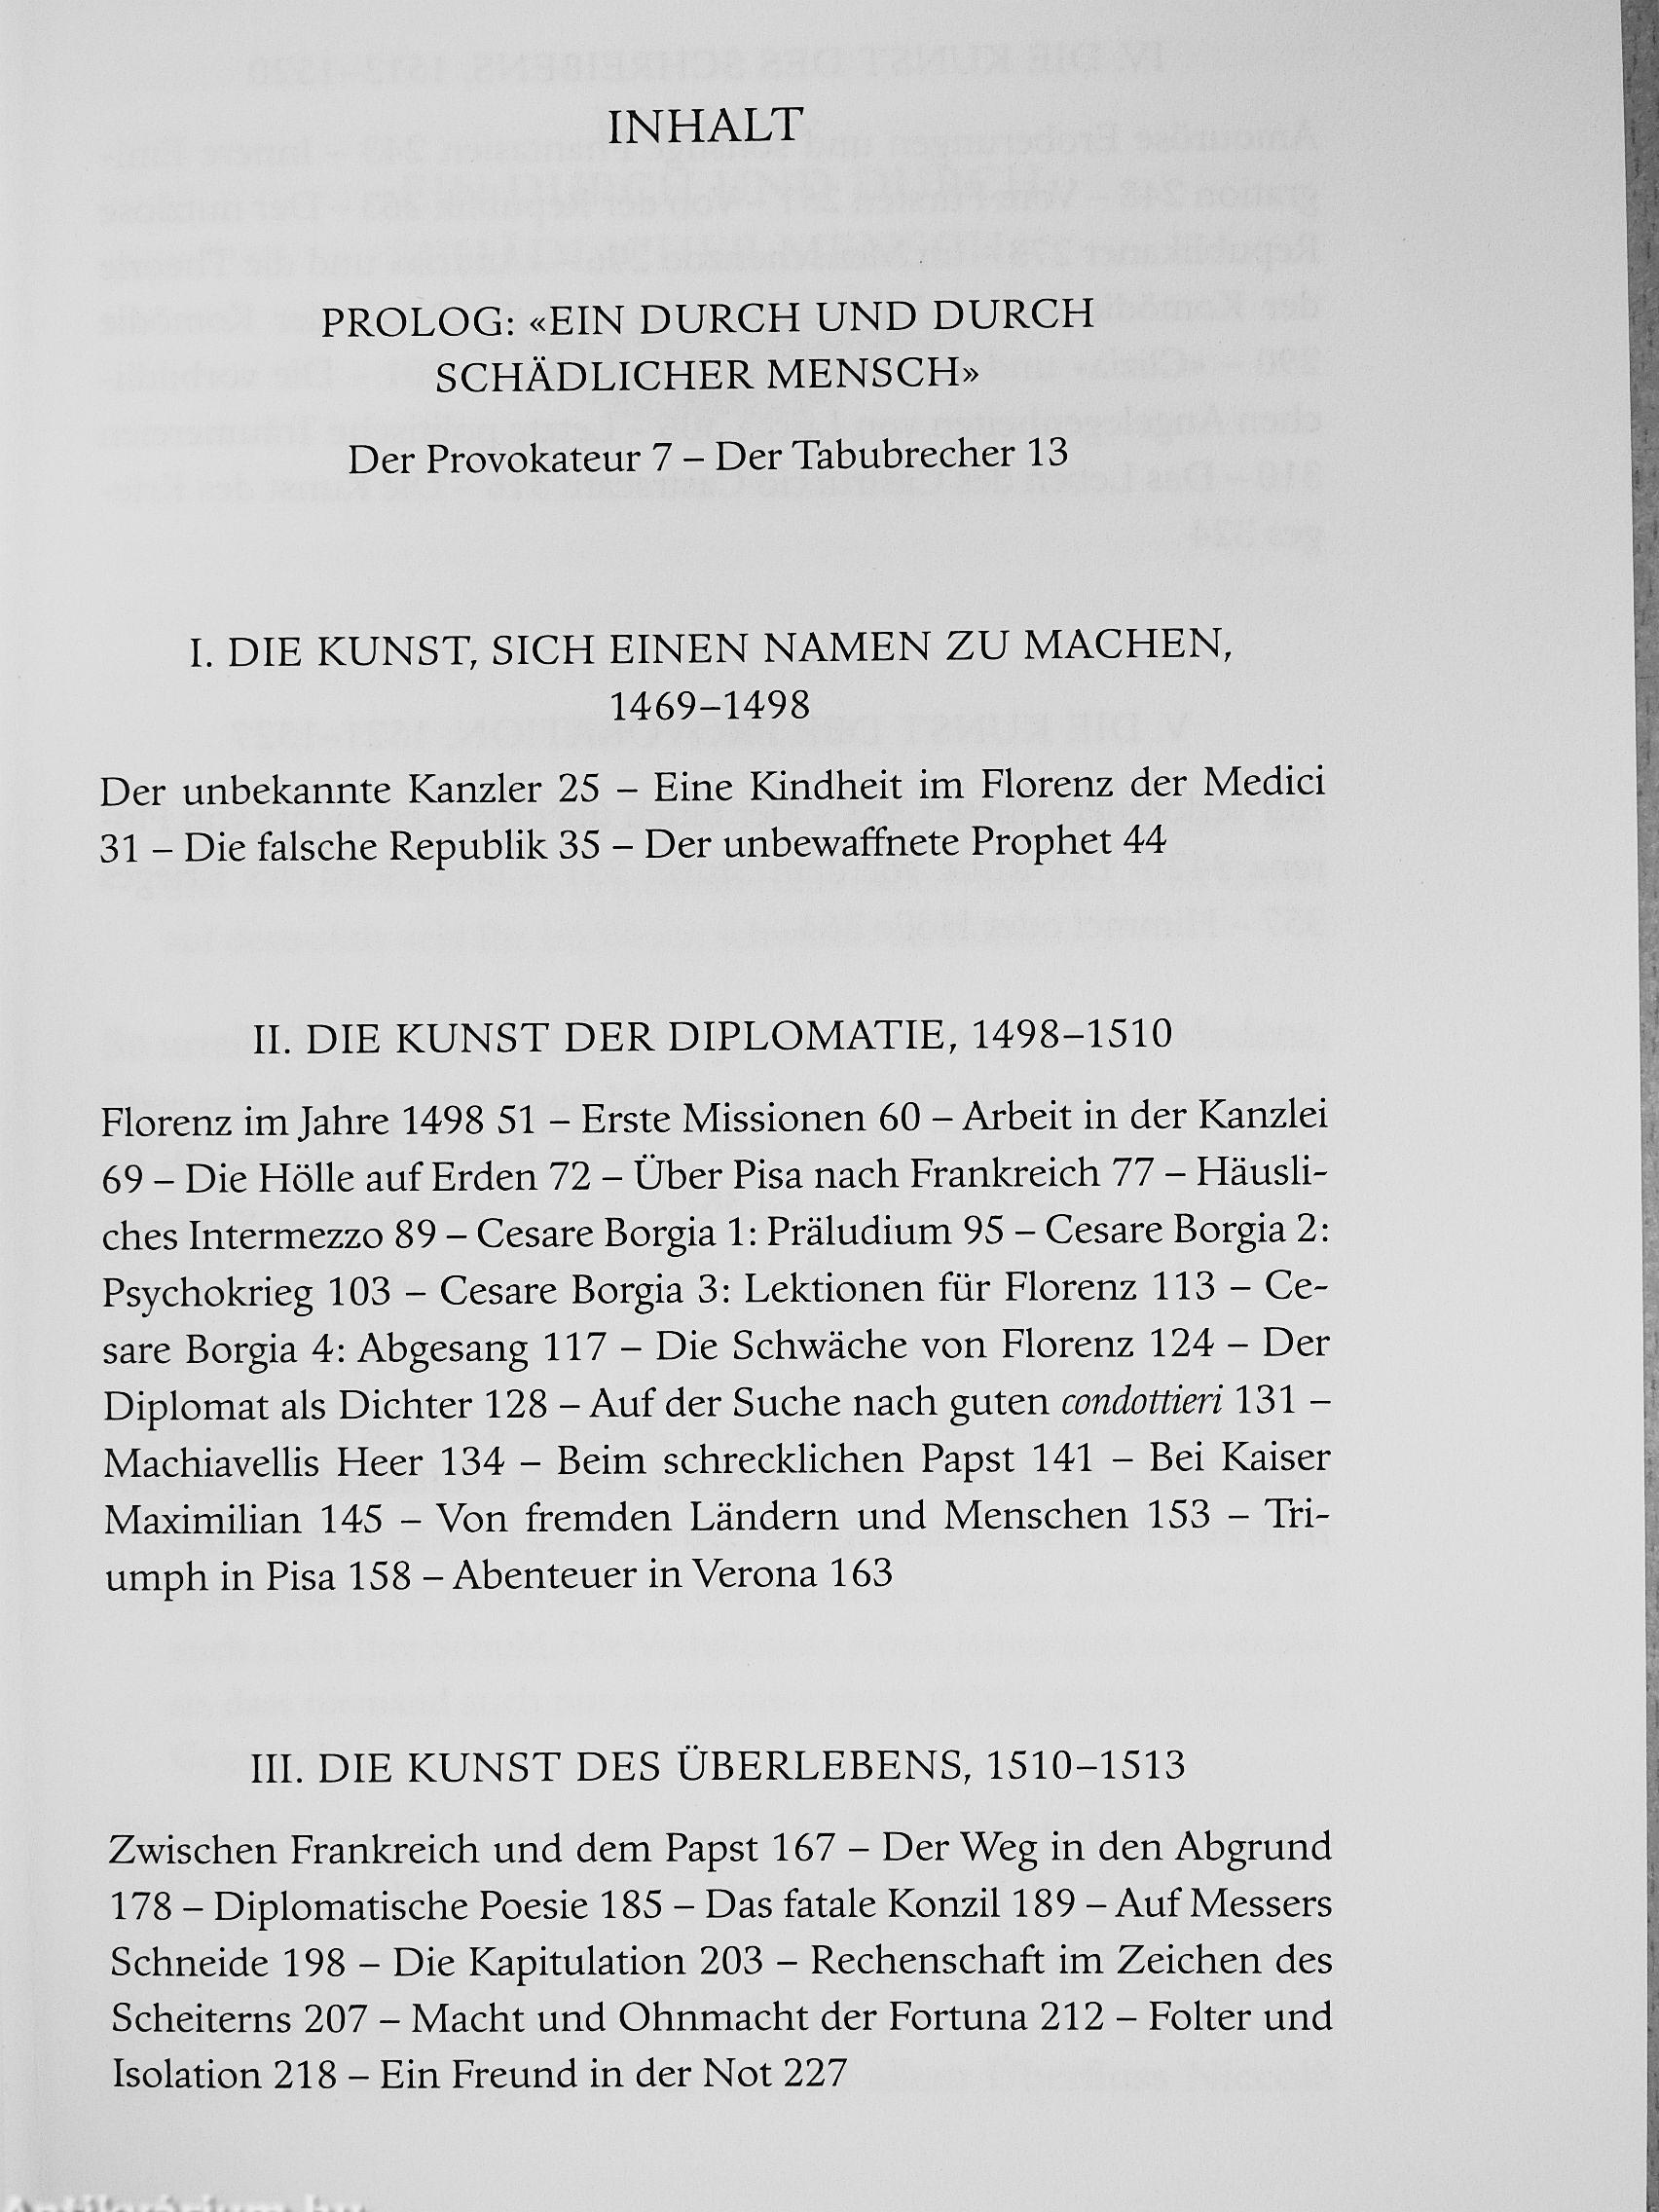 INHALT
PROLOG: «EIN DURCH UND DURCH
SCHÄDLICHER MENSCH»
Der Provokateur 7 – Der Tabubrecher 13
I. DIE KUNST, SICH EINEN NAMEN ZU MACHEN,
1469–1498
Der unbekannte Kanzler 25 – Eine Kindheit im Florenz der Medici
31 – Die falsche Republik 35 – Der unbewaffnete Prophet 44
II. DIE KUNST DER DIPLOMATIE, 1498–1510
Florenz im Jahre 1498 51 – Erste Missionen 60 – Arbeit in der Kanzlei
69 – Die Hölle auf Erden 72 – Über Pisa nach Frankreich 77 – Häusli-
ches Intermezzo 89 – Cesare Borgia 1: Präludium 95 – Cesare Borgia 2:
Psychokrieg 103 – Cesare Borgia 3: Lektionen für Florenz 113 – Ce-
sare Borgia 4: Abgesang 117 – Die Schwäche von Florenz 124 – Der
Diplomat als Dichter 128 – Auf der Suche nach guten condottieri 131 –
Machiavellis Heer 134 – Beim schrecklichen Papst 141 – Bei Kaiser
Maximilian 145 – Von fremden Ländern und Menschen 153 – Tri-
umph in Pisa 158 – Abenteuer in Verona 163
III. DIE KUNST DES ÜBERLEBENS, 1510–1513
Zwischen Frankreich und dem Papst 167 – Der Weg in den Abgrund
178 – Diplomatische Poesie 185 – Das fatale Konzil 189 – Auf Messers
Schneide 198 – Die Kapitulation 203 – Rechenschaft im Zeichen des
Scheiterns 207 – Macht und Ohnmacht der Fortuna 212 – Folter und
Isolation 218 – Ein Freund in der Not 227